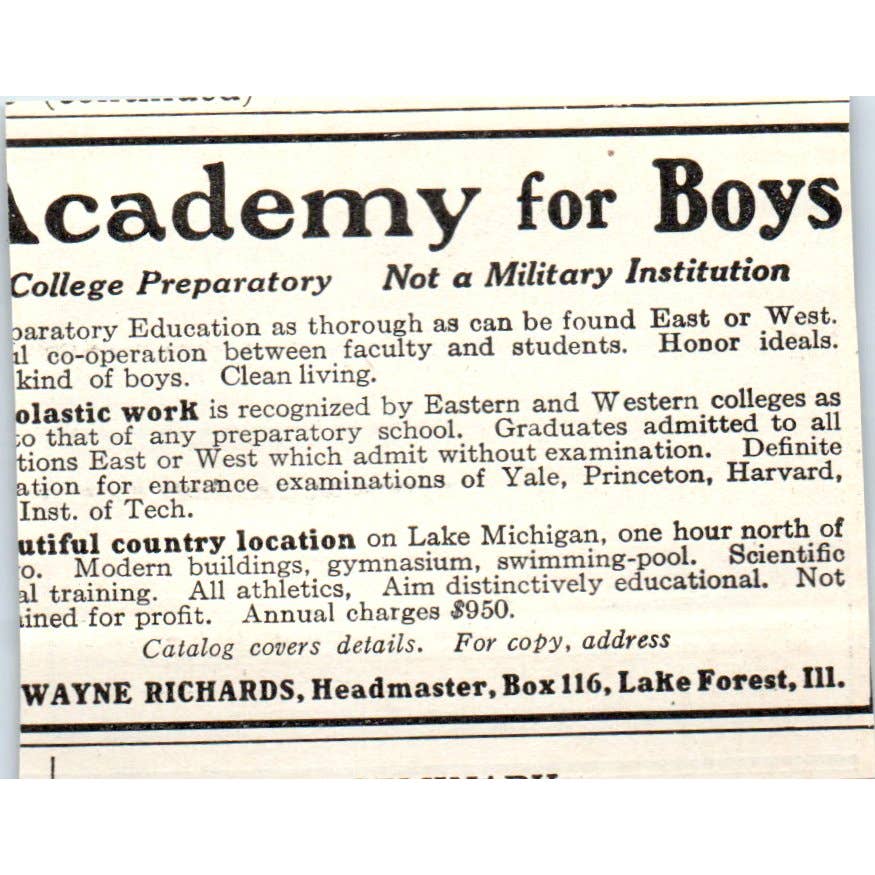 (continued)
Academy for Boys
College Preparatory Not a Military Institution
paratory Education as thorough as can be found East or West.
l co-operation between faculty and students. Honor ideals.
kind of boys. Clean living.
olastic work is recognized by Eastern and Western colleges as
o that of any preparatory school. Graduates admitted to all
tions East or West which admit without examination. Definite
ation for entrance examinations of Yale, Princeton, Harvard,
Inst. of Tech.
utiful country location on Lake Michigan, one hour north of
o. Modern buildings, gymnasium, swimming-pool. Scientific
al training. All athletics, Aim distinctively educational. Not
ined for profit. Annual charges $950.
Catalog covers details. For copy, address
WAYNE RICHARDS, Headmaster, Box 116, Lake Forest, Ill.